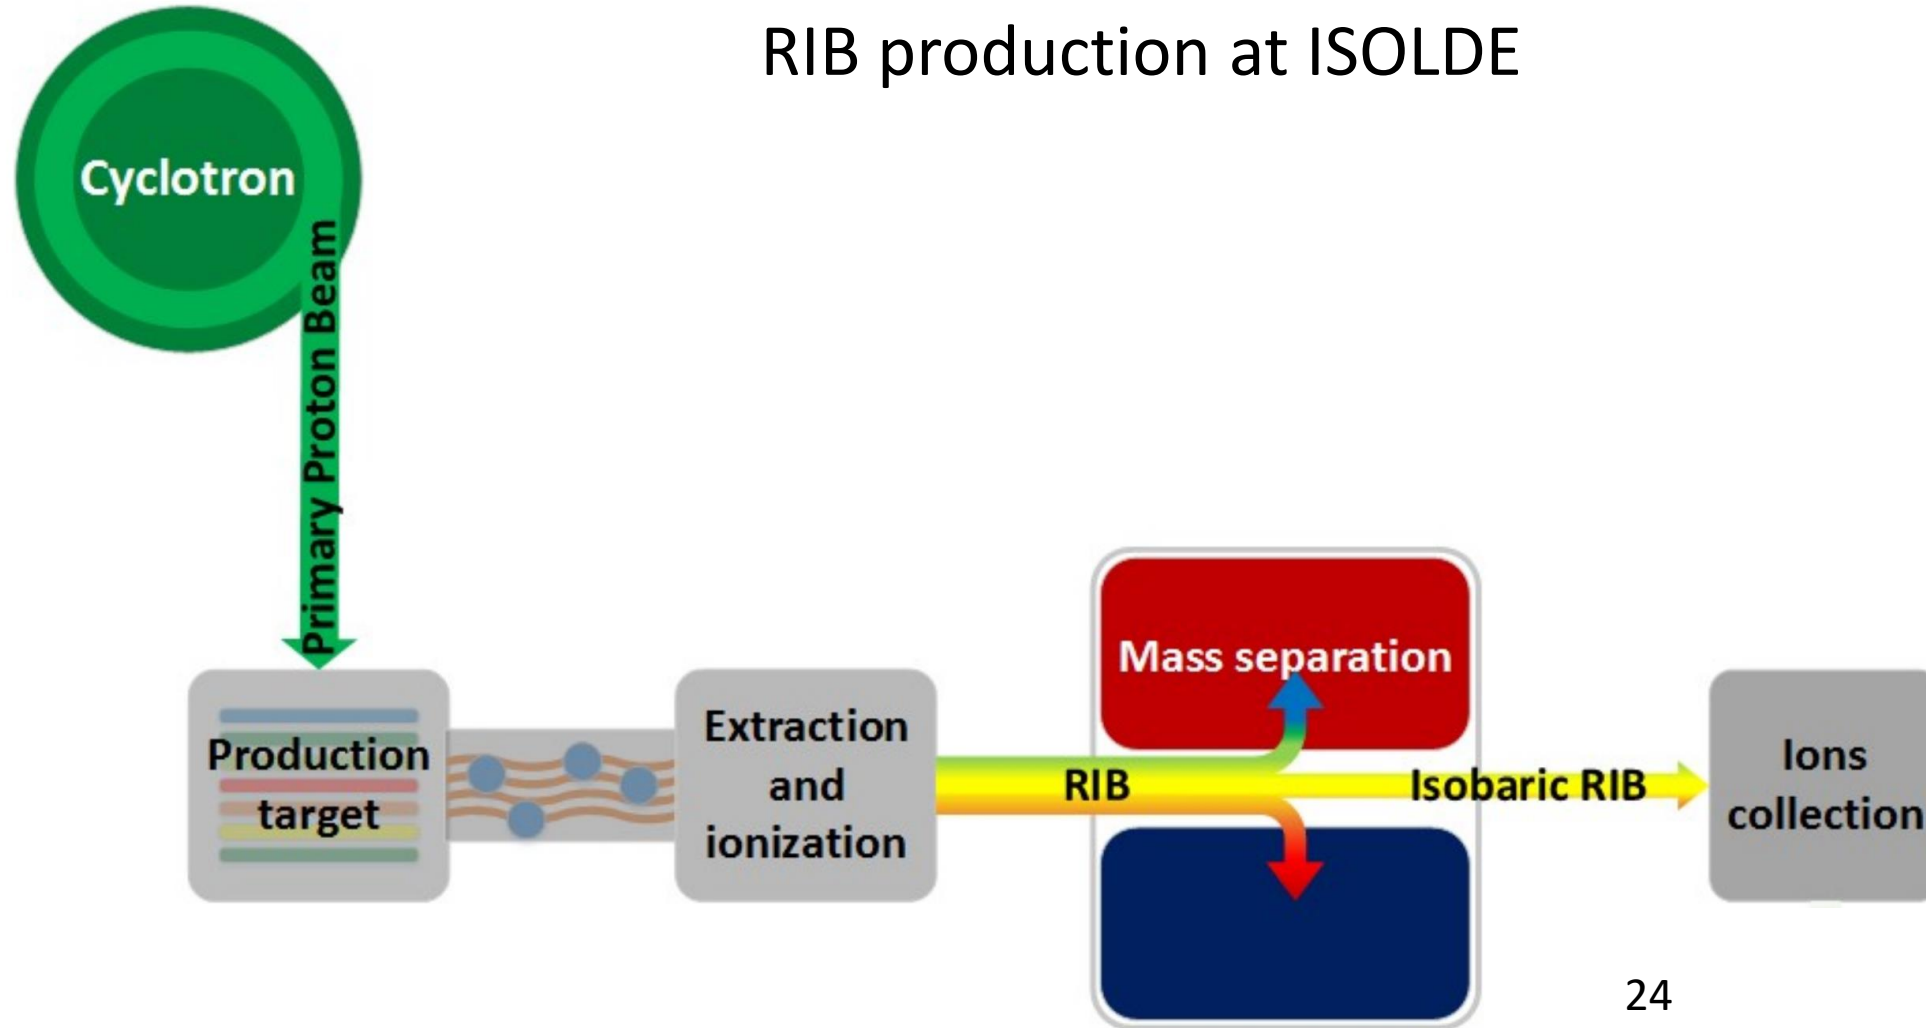 RIB production at ISOLDE
Cyclotron
Primary Proton Beam
Production
target
Extraction
and
ionization
RIB
Mass separation
Isobaric RIB
Ions
collection
24